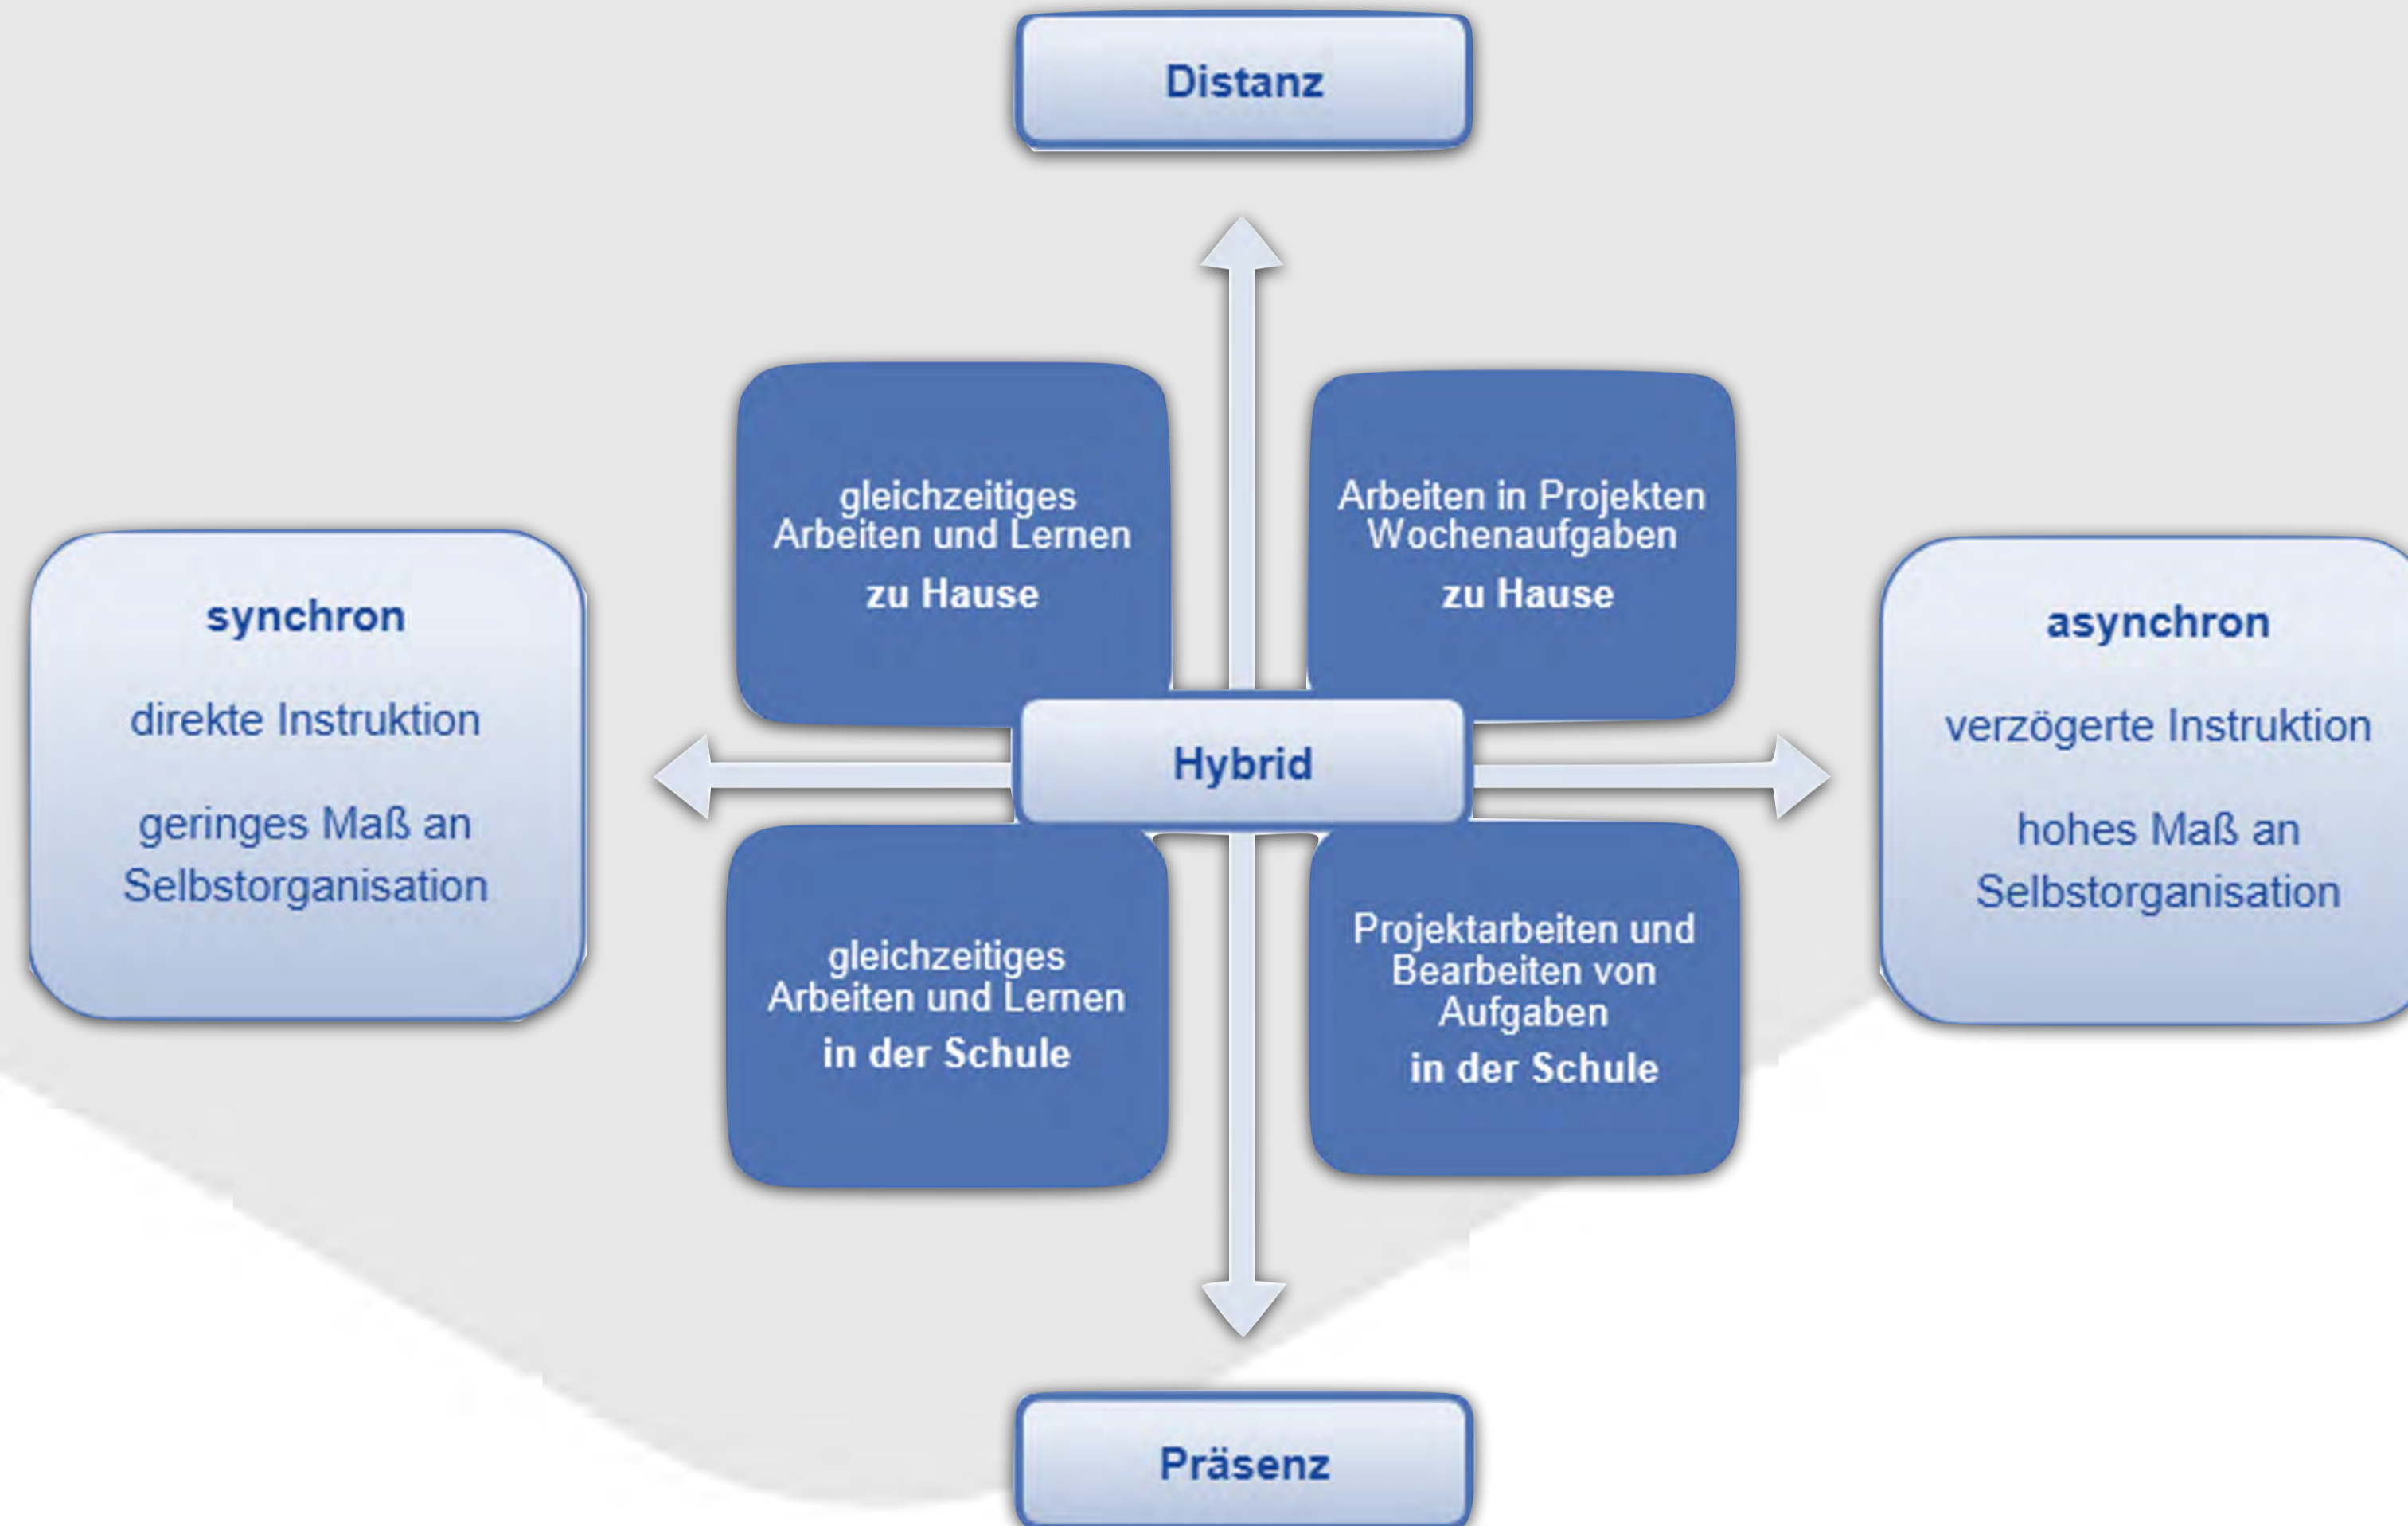 Distanz
gleichzeitiges
Arbeiten und Lernen
zu Hause
Arbeiten in Projekten
Wochenaufgaben
zu Hause
synchron
direkte Instruktion
geringes Maß an
Selbstorganisation
Hybrid
asynchron
verzögerte Instruktion
hohes Maß an
Selbstorganisation
gleichzeitiges
Arbeiten und Lernen
in der Schule
Projektarbeiten und
Bearbeiten von
Aufgaben
in der Schule
Präsenz